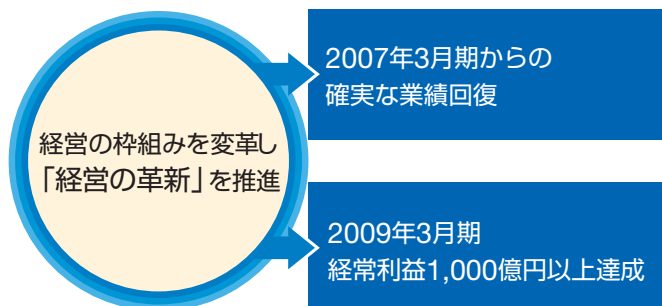 経営の枠組みを変革し
「経営の革新」を推進
2007年3月期からの
確実な業績回復
2009年3月期
経常利益1,000億円以上達成